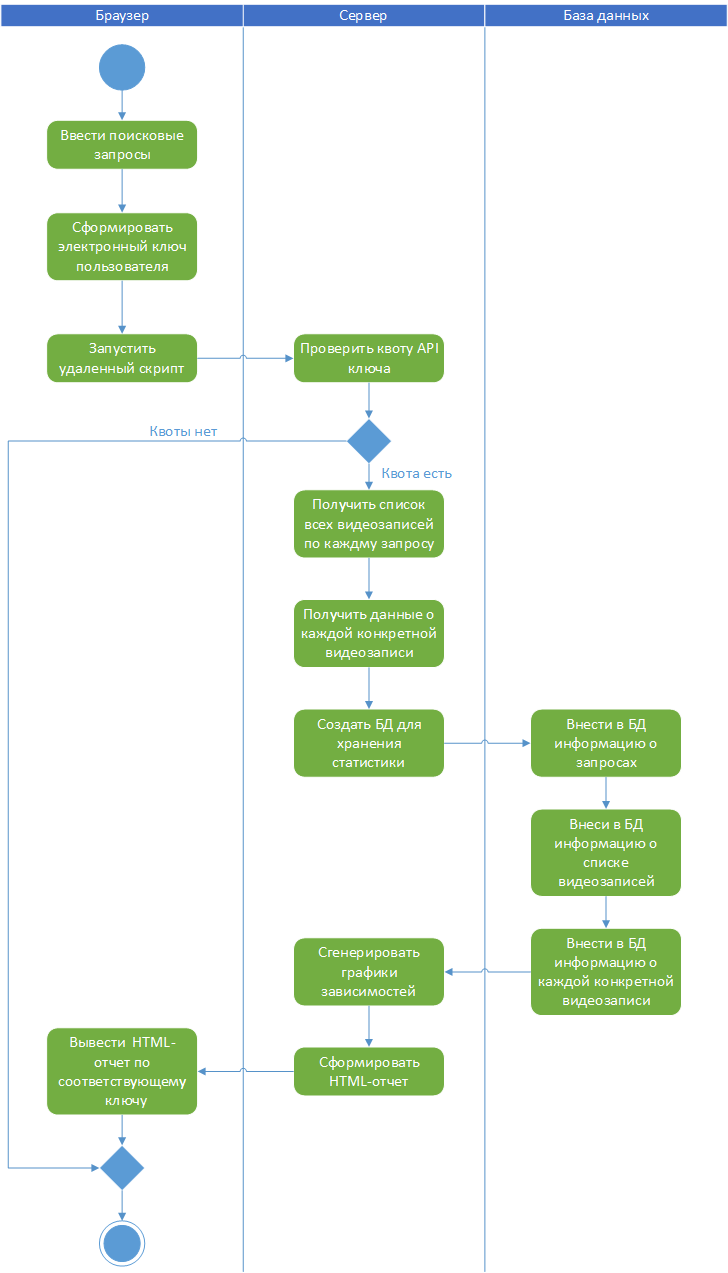 Браузер
Сервер
База данных
Ввести поисковые
запросы
Сформировать
электронный ключ
пользователя
Запустить
удаленный скрипт
Проверить квоту API
ключа
Квоты нет
Квота есть
Получить список
всех видеозаписей
по каждму запросу
Получить данные о
каждой конкретной
видеозаписи
Создать БД для
хранения
статистики
Внести в БД
информацию о
запросах
Внеси в БД
информацию о
списке
видеозаписей
Внести в БД
информацию о
каждой конкретной
видеозаписи
Сгенерировать
графики
зависимостей
Сформировать
HTML-отчет
Вывести HTML-
отчет по
соответствующему
ключу